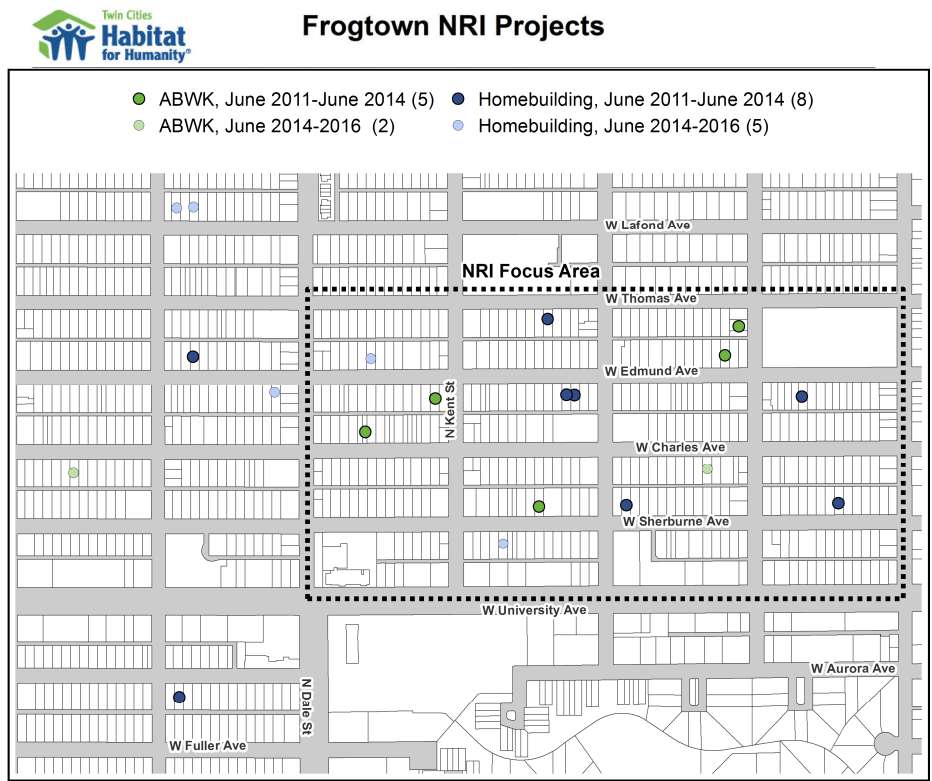 Twin Cities
Habitat
for Humanity®
Frogtown NRI Projects
ABWK, June 2011-June 2014 (5)
Homebuilding, June 2011-June 2014 (8)
ABWK, June 2014-2016 (2)
Homebuilding, June 2014-2016 (5)
W Lafond Ave
NRI Focus Area
W Thomas Ave
W Edmund Ave
N Kent St
W Charles Ave
W Sherburne Ave
W University Ave
W Aurora Ave
N Dale St
W Fuller Ave